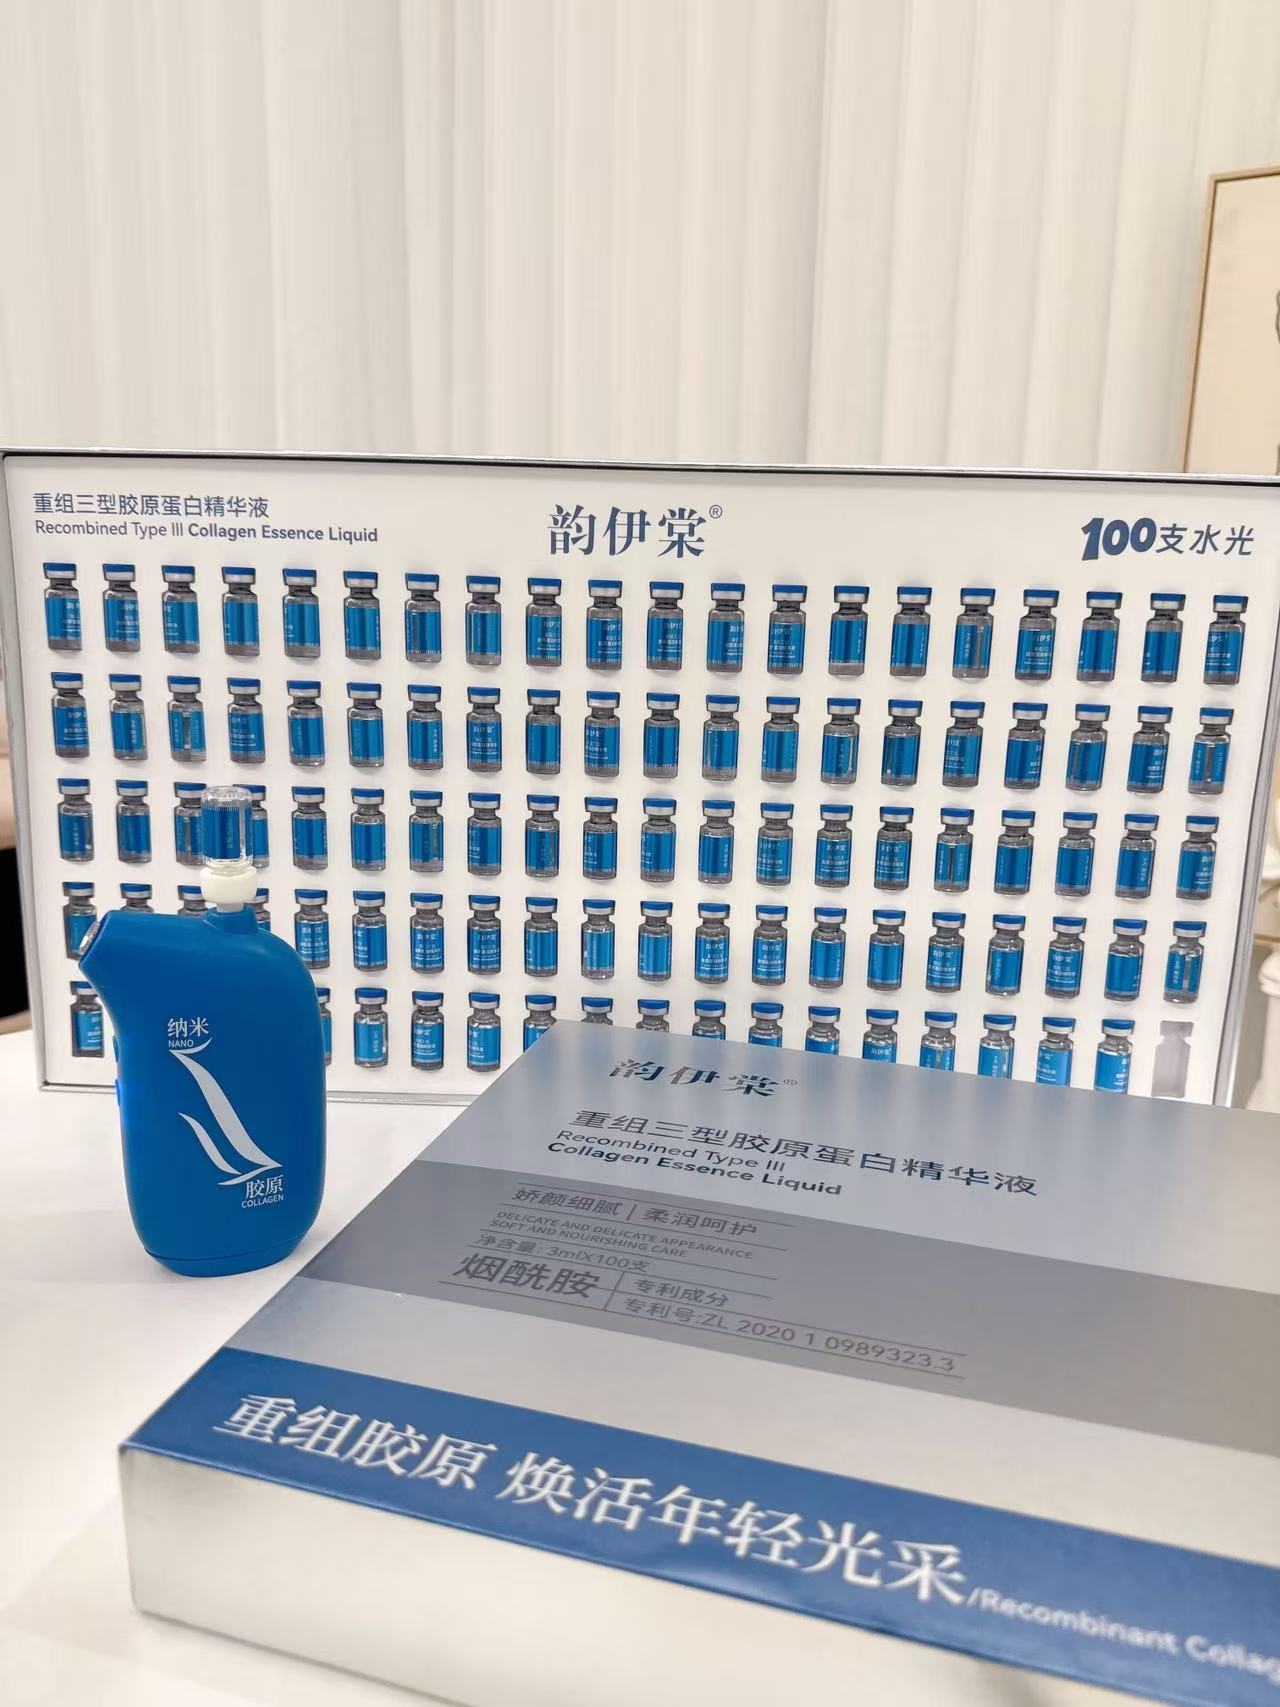 重组三型胶原蛋白精华液
Recombined Type III Collagen Essence Liquid
韵伊棠®
100支水光
纳米
NANO
胶原
COLLAGEN
韵伊棠®
重组三型胶原蛋白精华液
Recombined Type III
Collagen Essence Liquid
娇颜细腻 | 柔润呵护
DELICATE AND DELICATE APPEARANCE
SOFT AND NOURISHING CARE
净含量: 3mlX100支
烟酰胺
专利成分
专利号:ZL 2020 1 0989323.3
重组胶原 焕活年轻光采/Recombinant Collag